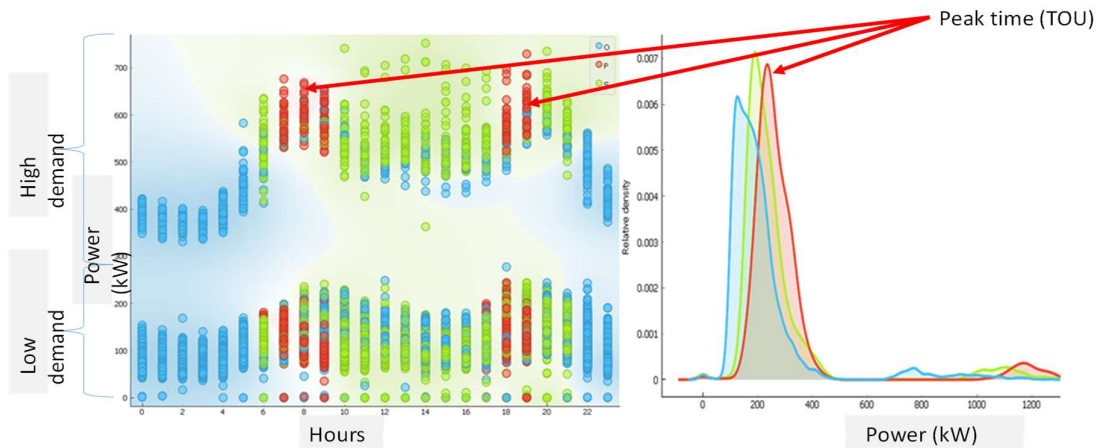 Peak time (TOU)
High
demand
Low
demand
Power
(kW)
700
600
500
400
200
100
0
0 2 4 6 8 10 12 14 16 18 20 22
Hours
O
P
Relative density
0.007
0.006
0.005
0.004
0.003
0.002
0.001
0
0 200 400 600 800 1000 1200
Power (kW)